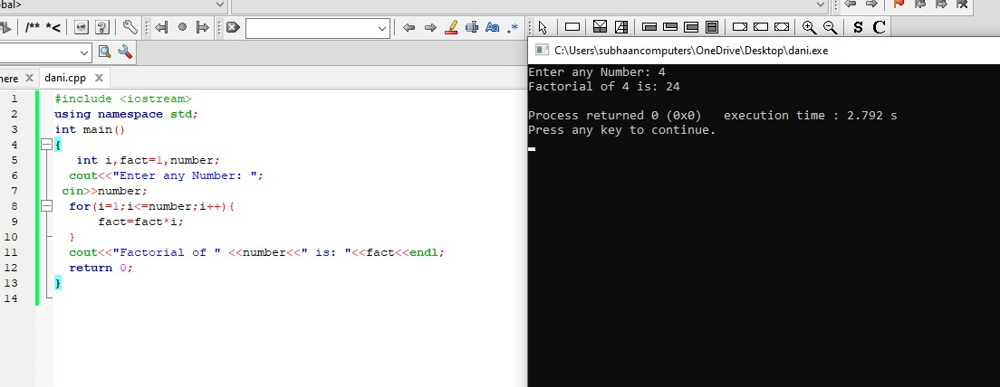 bal>
/** *<
S C
C:\Users\subhaancomputers\OneDrive\Desktop\dani.exe
here X dani.cpp X
1 #include <iostream>
2 using namespace std;
3 int main()
4 {
5 int i,fact=1,number;
6 cout<<"Enter any Number: ";
7 cin>>number;
8 for(i=1;i<=number;i++){
9 fact=fact*i;
10 }
11 cout<<"Factorial of " <<number<<" is: "<<fact<<endl;
12 return 0;
13 }
14
Enter any Number: 4
Factorial of 4 is: 24
Process returned 0 (0x0)   execution time : 2.792 s
Press any key to continue.